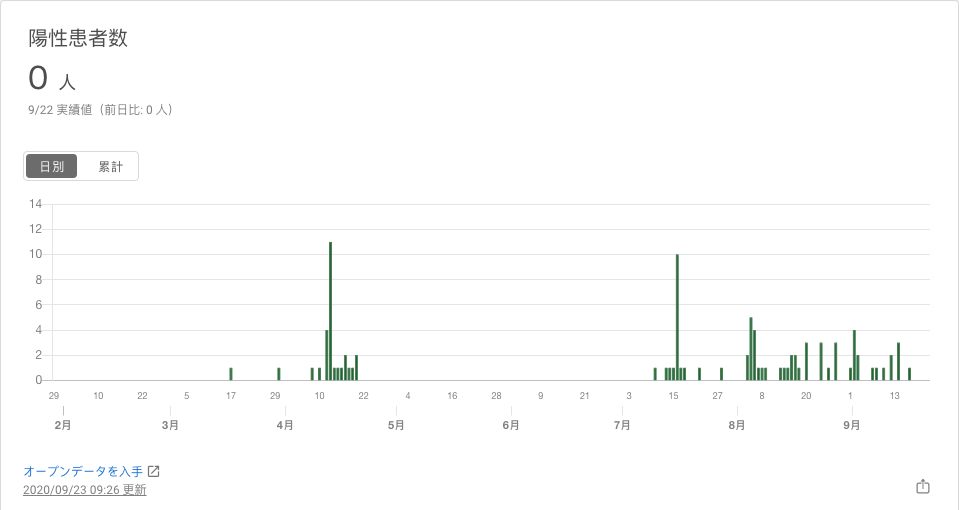 陽性患者数
0 人
9/22 実績値（前日比: 0 人）
日別 累計
14
12
10
8
6
4
2
0
29 10 22 5 17 29 10 22 4 16 28 9 21 3 15 27 8 20 1 13
2月 3月 4月 5月 6月 7月 8月 9月
オープンデータを入手
2020/09/23 09:26 更新